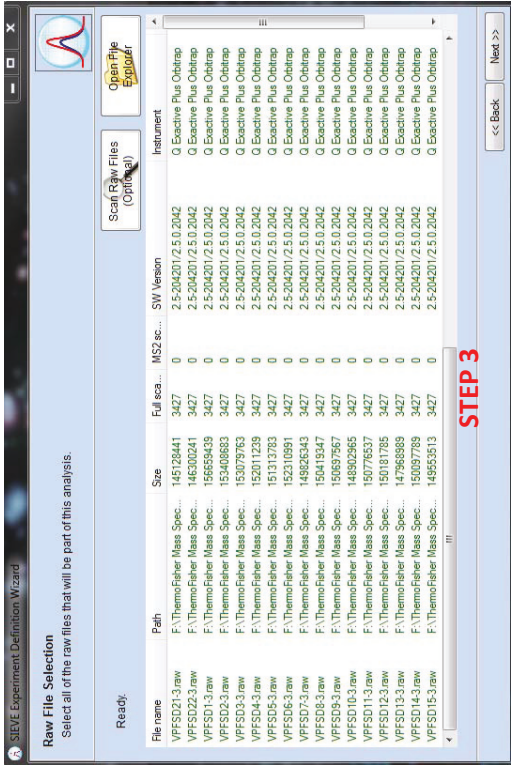 SIEVE Experiment Definition Wizard
Raw File Selection
Select all of the raw files that will be part of this analysis.
Ready.
Scan Raw Files
(Optional)
Open File
Explorer
File name Path Size Full sca... MS2 sc... SW Version Instrument
VPFSD21-3.raw F:\ThermoFisher Mass Spec... 145128441 3427 0 2.5-204201/2.5.0.2042 Q Exactive Plus Orbitrap
VPFSD22-3.raw F:\ThermoFisher Mass Spec... 146300241 3427 0 2.5-204201/2.5.0.2042 Q Exactive Plus Orbitrap
VPFSD1-3.raw F:\ThermoFisher Mass Spec... 156659439 3427 0 2.5-204201/2.5.0.2042 Q Exactive Plus Orbitrap
VPFSD2-3.raw F:\ThermoFisher Mass Spec... 153408683 3427 0 2.5-204201/2.5.0.2042 Q Exactive Plus Orbitrap
VPFSD3-3.raw F:\ThermoFisher Mass Spec... 153079763 3427 0 2.5-204201/2.5.0.2042 Q Exactive Plus Orbitrap
VPFSD4-3.raw F:\ThermoFisher Mass Spec... 152011239 3427 0 2.5-204201/2.5.0.2042 Q Exactive Plus Orbitrap
VPFSD5-3.raw F:\ThermoFisher Mass Spec... 151313783 3427 0 2.5-204201/2.5.0.2042 Q Exactive Plus Orbitrap
VPFSD6-3.raw F:\ThermoFisher Mass Spec... 152310991 3427 0 2.5-204201/2.5.0.2042 Q Exactive Plus Orbitrap
VPFSD7-3.raw F:\ThermoFisher Mass Spec... 149826343 3427 0 2.5-204201/2.5.0.2042 Q Exactive Plus Orbitrap
VPFSD8-3.raw F:\ThermoFisher Mass Spec... 150419347 3427 0 2.5-204201/2.5.0.2042 Q Exactive Plus Orbitrap
VPFSD9-3.raw F:\ThermoFisher Mass Spec... 150697567 3427 0 2.5-204201/2.5.0.2042 Q Exactive Plus Orbitrap
VPFSD10-3.raw F:\ThermoFisher Mass Spec... 148902965 3427 0 2.5-204201/2.5.0.2042 Q Exactive Plus Orbitrap
VPFSD11-3.raw F:\ThermoFisher Mass Spec... 150776537 3427 0 2.5-204201/2.5.0.2042 Q Exactive Plus Orbitrap
VPFSD12-3.raw F:\ThermoFisher Mass Spec... 150181785 3427 0 2.5-204201/2.5.0.2042 Q Exactive Plus Orbitrap
VPFSD13-3.raw F:\ThermoFisher Mass Spec... 147968989 3427 0 2.5-204201/2.5.0.2042 Q Exactive Plus Orbitrap
VPFSD14-3.raw F:\ThermoFisher Mass Spec... 150097789 3427 0 2.5-204201/2.5.0.2042 Q Exactive Plus Orbitrap
VPFSD15-3.raw F:\ThermoFisher Mass Spec... 149553513 3427 0 2.5-204201/2.5.0.2042 Q Exactive Plus Orbitrap
STEP 3
<< Back Next >>